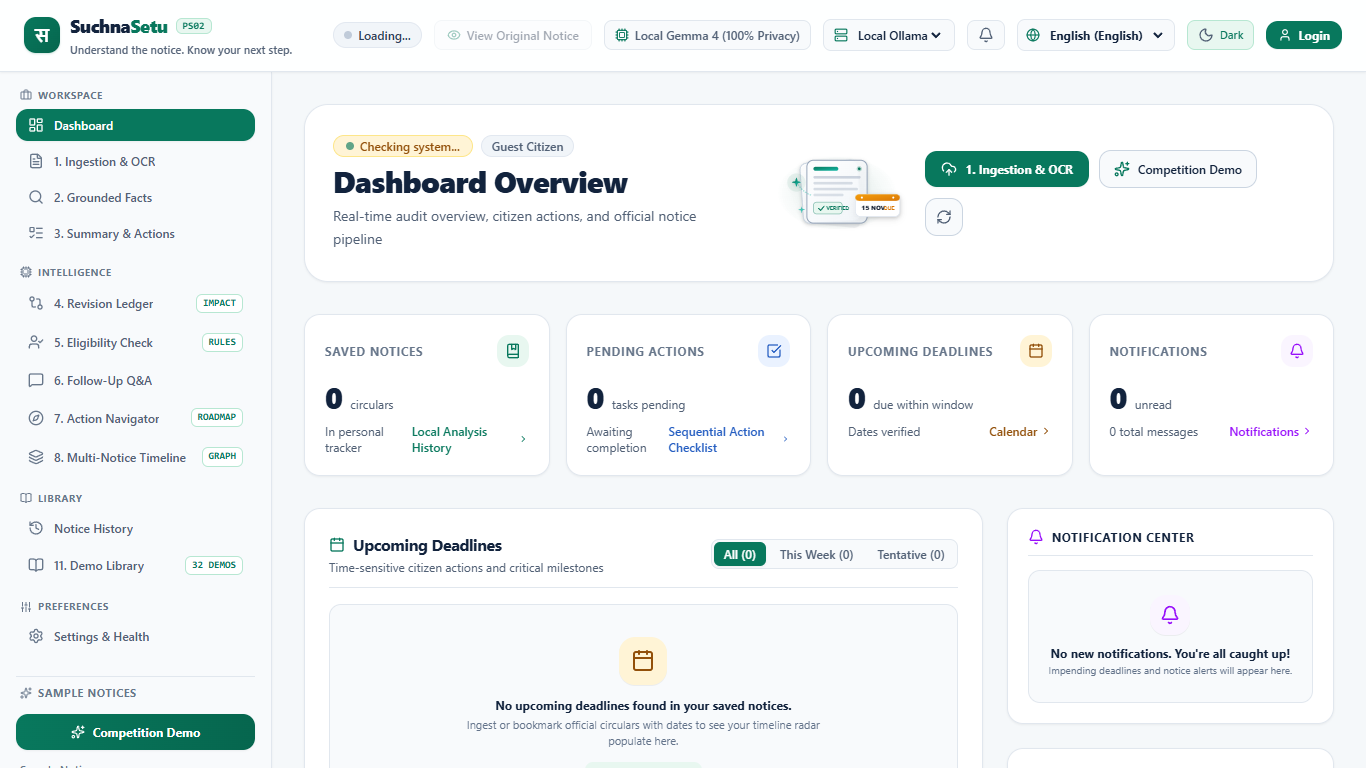 स
SuchnaSetu PS02
Understand the notice. Know your next step.
Loading...
View Original Notice
Local Gemma 4 (100% Privacy)
Local Ollama
English (English)
Dark
Login
WORKSPACE
Dashboard
1. Ingestion & OCR
2. Grounded Facts
3. Summary & Actions
INTELLIGENCE
4. Revision Ledger IMPACT
5. Eligibility Check RULES
6. Follow-Up Q&A
7. Action Navigator ROADMAP
8. Multi-Notice Timeline GRAPH
LIBRARY
Notice History
11. Demo Library 32 DEMOS
PREFERENCES
Settings & Health
SAMPLE NOTICES
Competition Demo
Checking system... Guest Citizen
Dashboard Overview
Real-time audit overview, citizen actions, and official notice
pipeline
VERIFIED
15 NOV DUE
1. Ingestion & OCR
Competition Demo
SAVED NOTICES
0 circulars
In personal
tracker
Local Analysis
History
PENDING ACTIONS
0 tasks pending
Awaiting
completion
Sequential Action
Checklist
UPCOMING DEADLINES
0 due within window
Dates verified
Calendar
NOTIFICATIONS
0 unread
0 total messages
Notifications
Upcoming Deadlines
Time-sensitive citizen actions and critical milestones
All (0) This Week (0) Tentative (0)
No upcoming deadlines found in your saved notices.
Ingest or bookmark official circulars with dates to see your timeline radar
populate here.
NOTIFICATION CENTER
No new notifications. You're all caught up!
Impending deadlines and notice alerts will appear here.